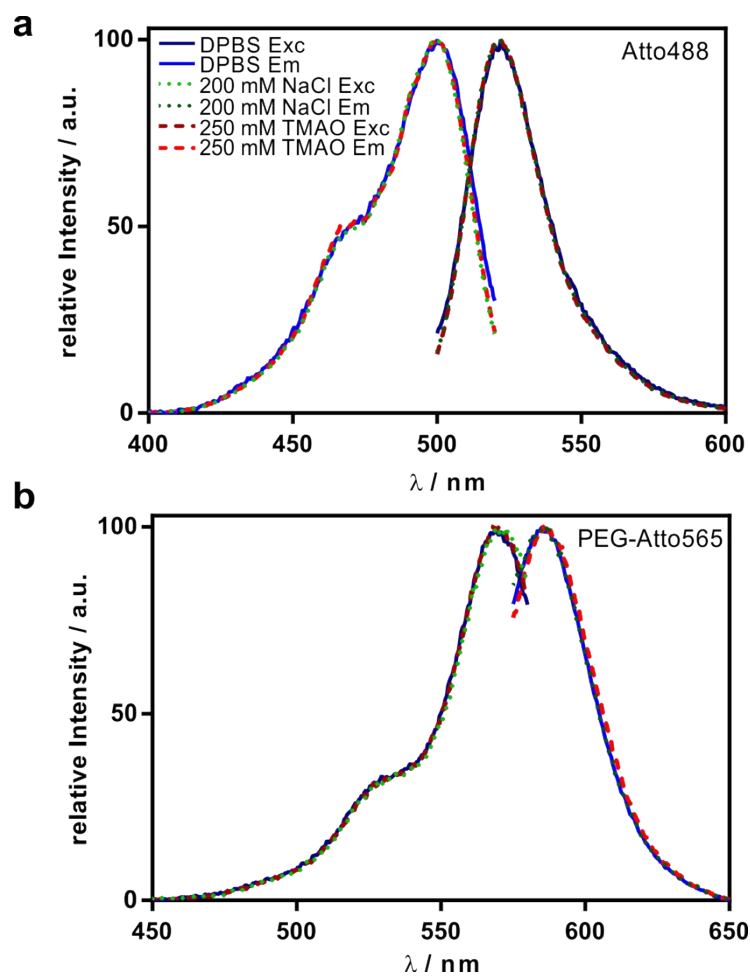 a
DPBS Exc
DPBS Em
200 mM NaCl Exc
200 mM NaCl Em
250 mM TMAO Exc
250 mM TMAO Em
Atto488
relative Intensity / a.u.
100
50
0
400 450 500 550 600
λ / nm
b
PEG-Atto565
relative Intensity / a.u.
100
50
0
450 500 550 600 650
λ / nm